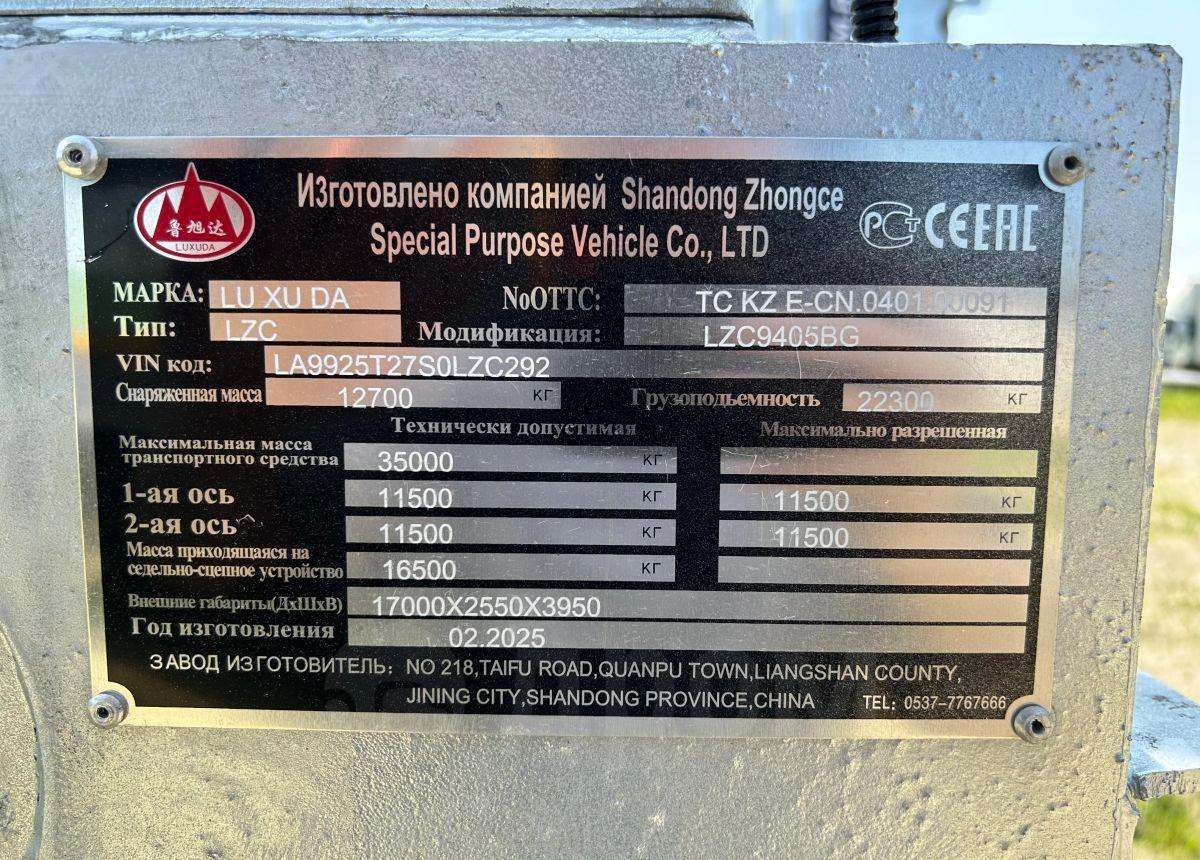 鲁旭达
LUXUDA
Изготовлено компанией Shandong Zhongce
Special Purpose Vehicle Co., LTD
РСТ CE EAC
МАРКА: LU XU DA NoОТТС: TC KZ E-CN.0401.00091
Тип: LZC Модификация: LZC9405BG
VIN код: LA9925T27S0LZC292
Снаряженная масса 12700 КГ Грузоподьемность 22300 КГ
Технически допустимая Максимально разрешенная
Максимальная масса
транспортного средства 35000 КГ
1-ая ось 11500 КГ 11500 КГ
2-ая ось 11500 КГ 11500 КГ
Масса приходящаяся на
седельно-сцепное устройство 16500 КГ
Внешние габариты(ДхШхВ) 17000X2550X3950
Год изготовления 02.2025
ЗАВОД ИЗГОТОВИТЕЛЬ: NO 218,TAIFU ROAD,QUANPU TOWN,LIANGSHAN COUNTY,
JINING CITY,SHANDONG PROVINCE,CHINA TEL: 0537-7767666